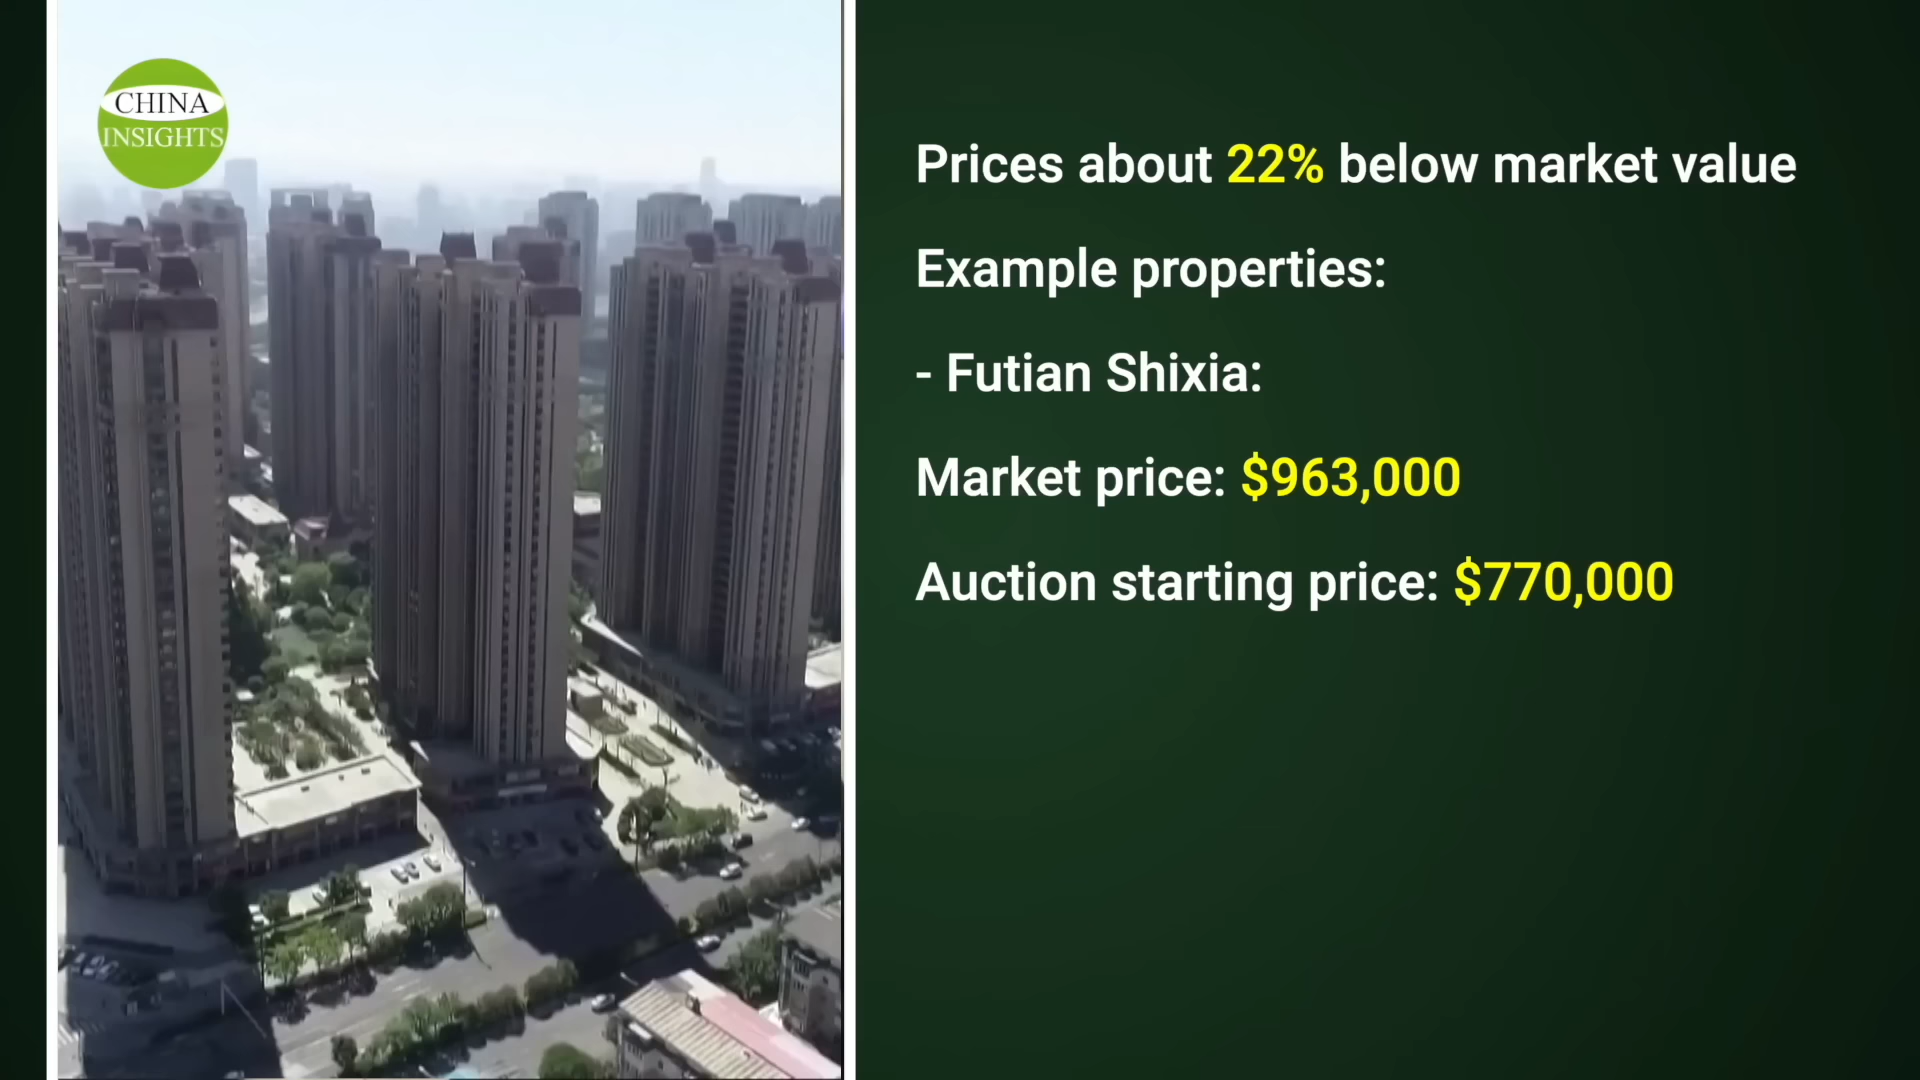 CHINA
INSIGHTS
Prices about 22% below market value
Example properties:
- Futian Shixia:
Market price: $963,000
Auction starting price: $770,000